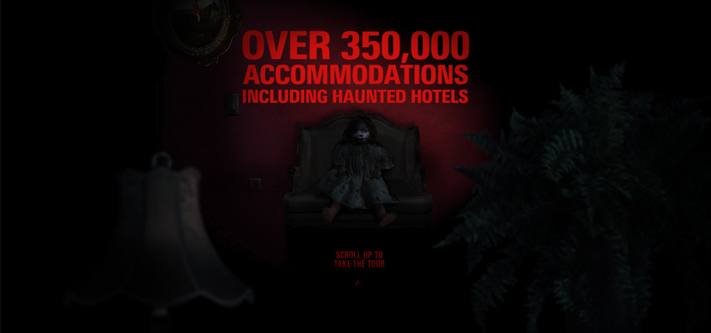 OVER 350,000
ACCOMMODATIONS
INCLUDING HAUNTED HOTELS
SCROLL UP TO
TAKE THE TOUR